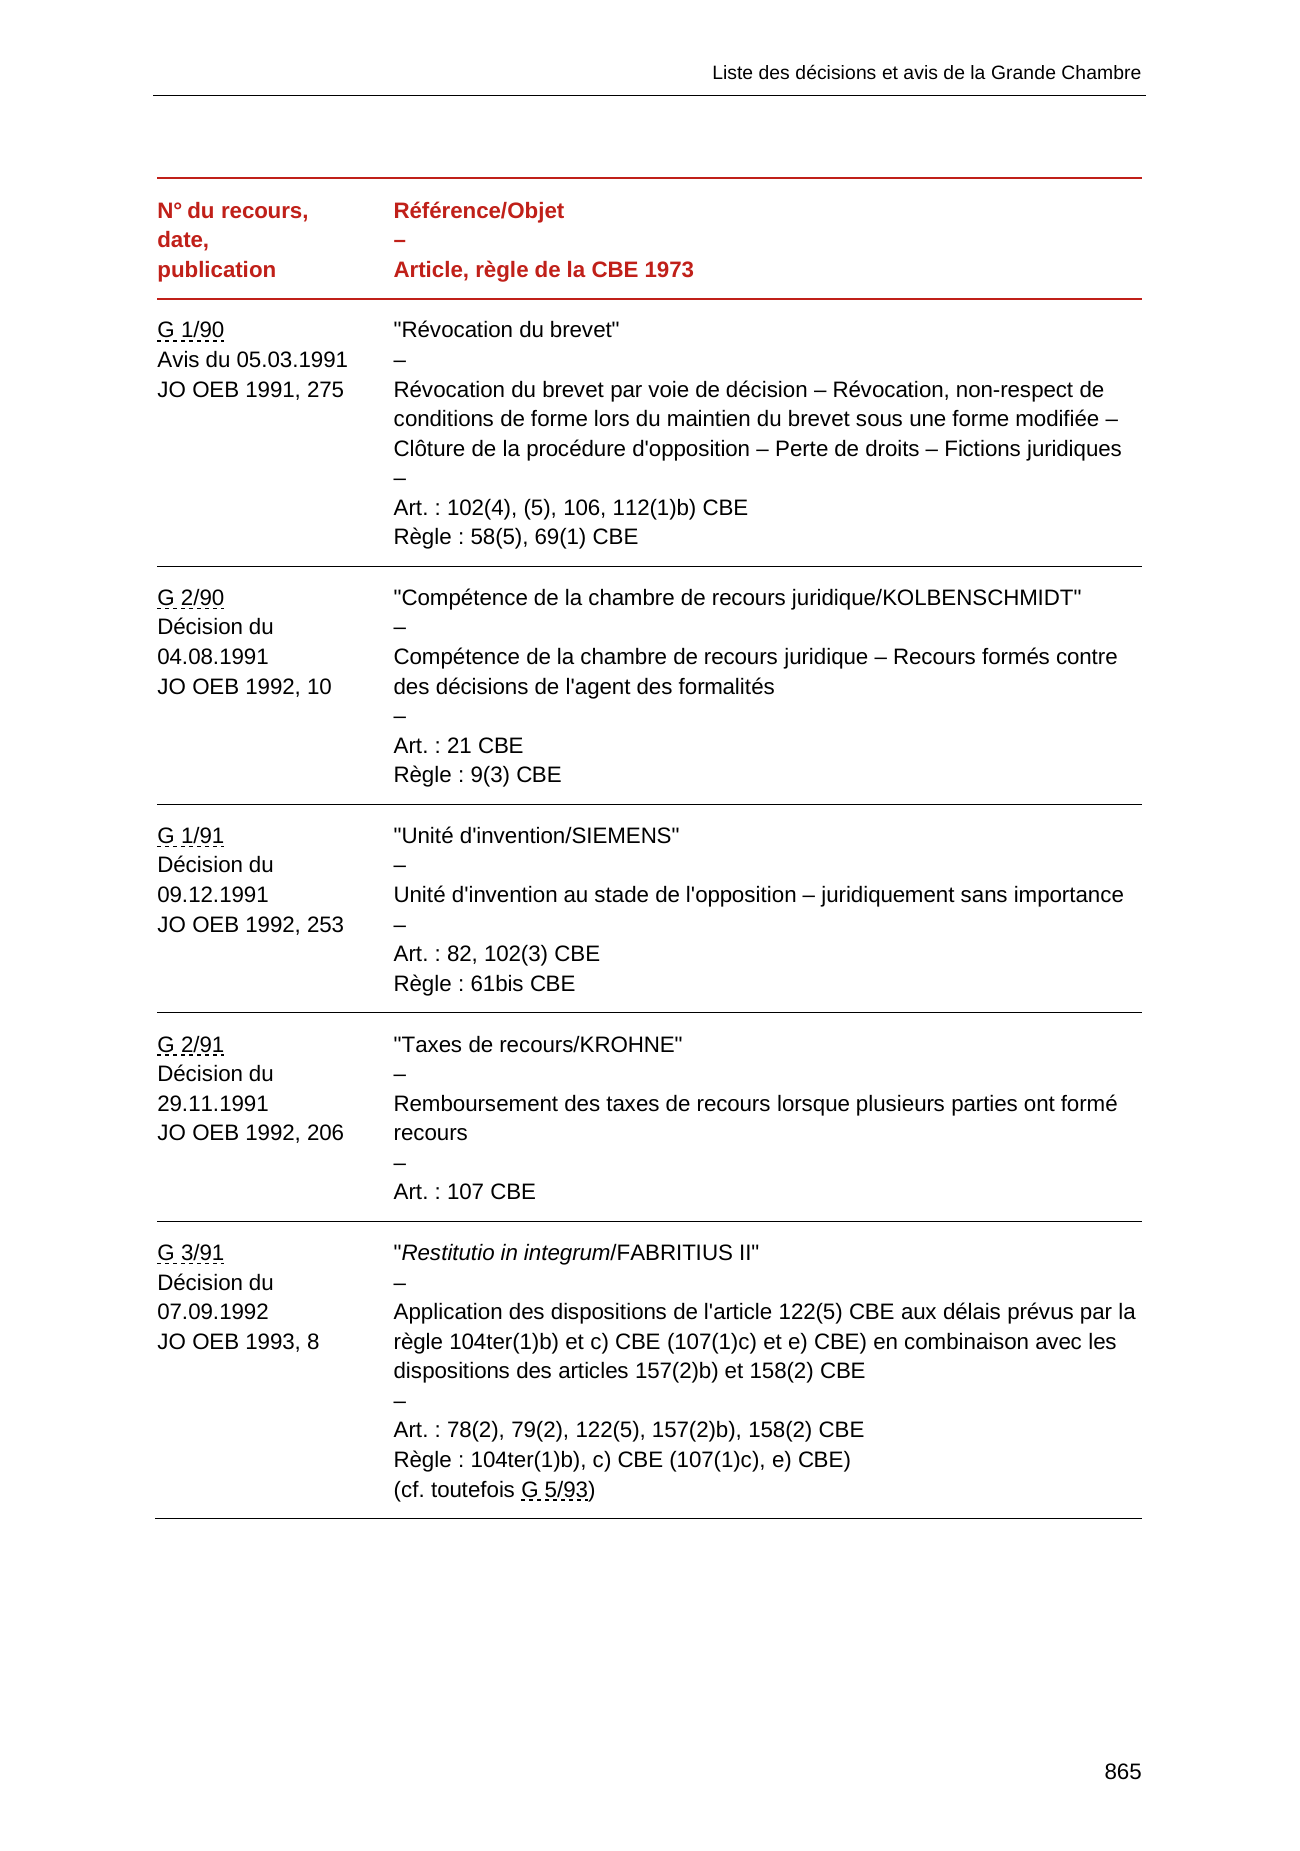 Liste des décisions et avis de la Grande Chambre
N° du recours,
date,
publication
Référence/Objet
–
Article, règle de la CBE 1973
G 1/90
Avis du 05.03.1991
JO OEB 1991, 275
"Révocation du brevet"
–
Révocation du brevet par voie de décision – Révocation, non-respect de
conditions de forme lors du maintien du brevet sous une forme modifiée –
Clôture de la procédure d'opposition – Perte de droits – Fictions juridiques
–
Art. : 102(4), (5), 106, 112(1)b) CBE
Règle : 58(5), 69(1) CBE
G 2/90
Décision du
04.08.1991
JO OEB 1992, 10
"Compétence de la chambre de recours juridique/KOLBENSCHMIDT"
–
Compétence de la chambre de recours juridique – Recours formés contre
des décisions de l'agent des formalités
–
Art. : 21 CBE
Règle : 9(3) CBE
G 1/91
Décision du
09.12.1991
JO OEB 1992, 253
"Unité d'invention/SIEMENS"
–
Unité d'invention au stade de l'opposition – juridiquement sans importance
–
Art. : 82, 102(3) CBE
Règle : 61bis CBE
G 2/91
Décision du
29.11.1991
JO OEB 1992, 206
"Taxes de recours/KROHNE"
–
Remboursement des taxes de recours lorsque plusieurs parties ont formé
recours
–
Art. : 107 CBE
G 3/91
Décision du
07.09.1992
JO OEB 1993, 8
"Restitutio in integrum/FABRITIUS II"
–
Application des dispositions de l'article 122(5) CBE aux délais prévus par la
règle 104ter(1)b) et c) CBE (107(1)c) et e) CBE) en combinaison avec les
dispositions des articles 157(2)b) et 158(2) CBE
–
Art. : 78(2), 79(2), 122(5), 157(2)b), 158(2) CBE
Règle : 104ter(1)b), c) CBE (107(1)c), e) CBE)
(cf. toutefois G 5/93)
865